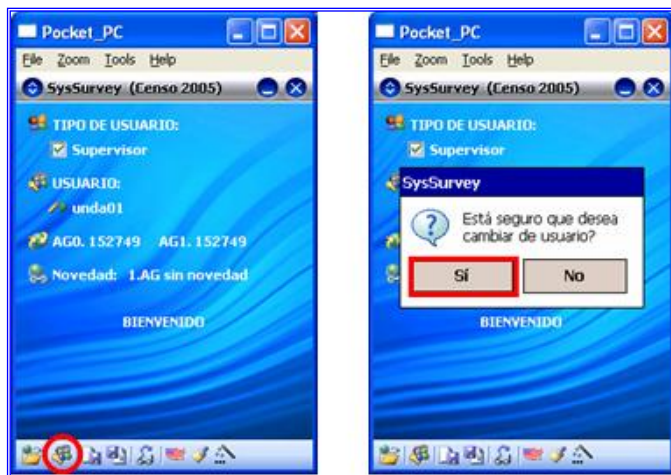 Pocket_PC
File Zoom Tools Help
SysSurvey (Censo 2005)
TIPO DE USUARIO:
Supervisor
USUARIO:
unda01
AG0. 152749 AG1. 152749
Novedad: 1.AG sin novedad
BIENVENIDO
Pocket_PC
File Zoom Tools Help
SysSurvey (Censo 2005)
TIPO DE USUARIO:
Supervisor
SysSurvey
Está seguro que desea
cambiar de usuario?
Sí No
BIENVENIDO